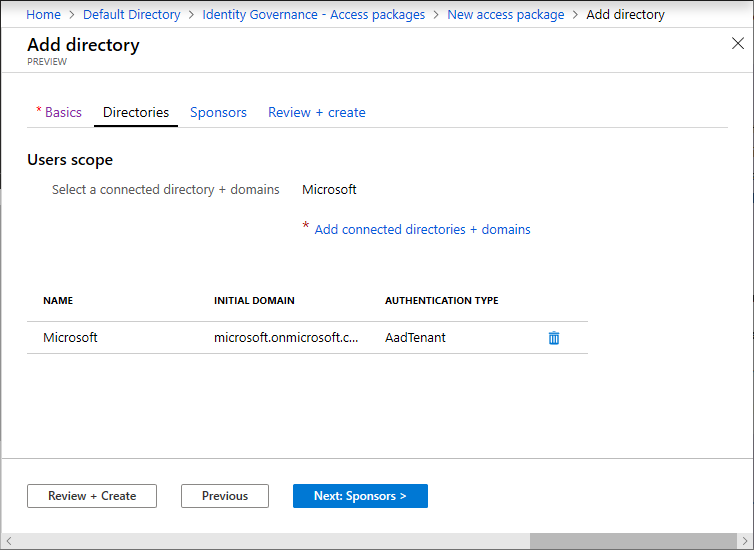 Home > Default Directory > Identity Governance - Access packages > New access package > Add directory
Add directory
PREVIEW
* Basics Directories Sponsors Review + create
Users scope
Select a connected directory + domains Microsoft
* Add connected directories + domains
NAME INITIAL DOMAIN AUTHENTICATION TYPE
Microsoft microsoft.onmicrosoft.c... AadTenant
Review + Create Previous Next: Sponsors >